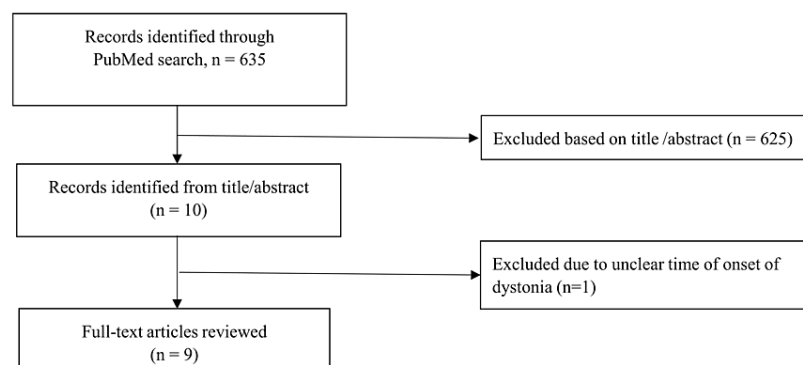 Records identified through
PubMed search, n = 635
Excluded based on title /abstract (n = 625)
Records identified from title/abstract
(n = 10)
Excluded due to unclear time of onset of
dystonia (n=1)
Full-text articles reviewed
(n = 9)